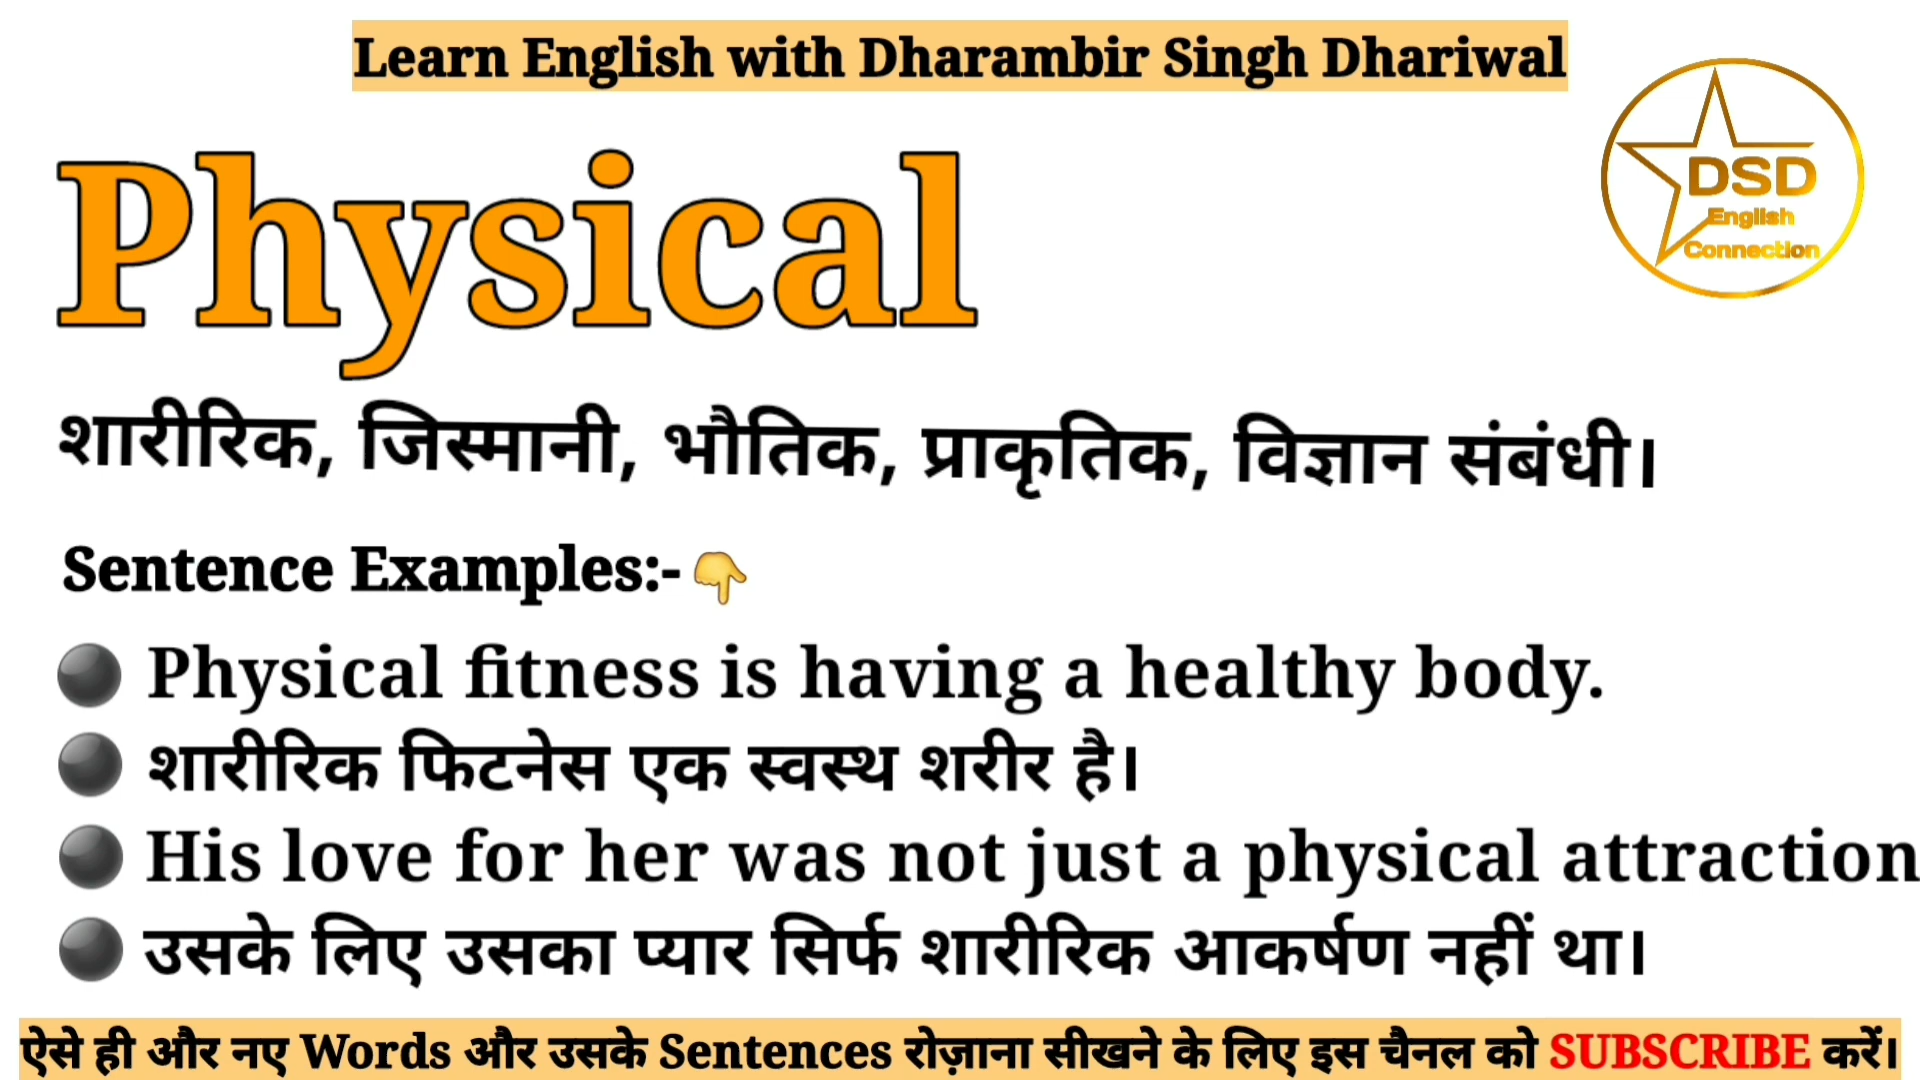 Learn English with Dharambir Singh Dhariwal
DSD
English
Connection
Physical
शारीरिक, जिस्मानी, भौतिक, प्राकृतिक, विज्ञान संबंधी।
Sentence Examples:- 👇
Physical fitness is having a healthy body.
शारीरिक फिटनेस एक स्वस्थ शरीर है।
His love for her was not just a physical attraction
उसके लिए उसका प्यार सिर्फ शारीरिक आकर्षण नहीं था।
ऐसे ही और नए Words और उसके Sentences रोज़ाना सीखने के लिए इस चैनल को SUBSCRIBE करें।